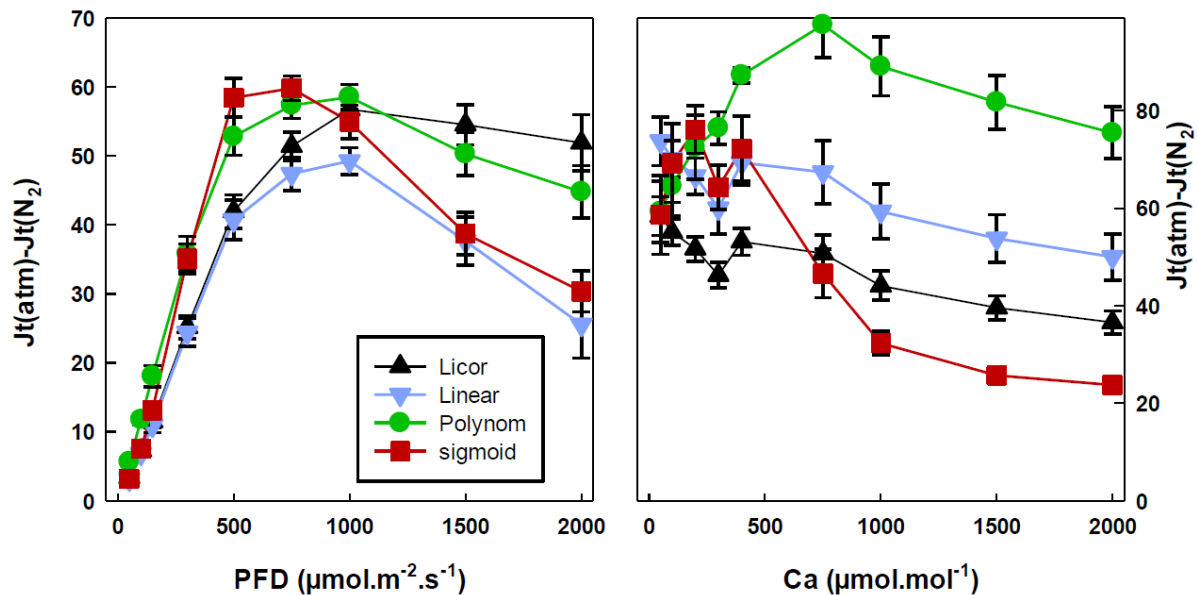 Jt(atm)-Jt(N₂)
70
60
50
40
30
20
10
0
Licor
Linear
Polynom
sigmoid
0 500 1000 1500 2000
PFD (µmol.m⁻².s⁻¹)
0 500 1000 1500 2000
Ca (µmol.mol⁻¹)
80
60
40
20
0
Jt(atm)-Jt(N₂)